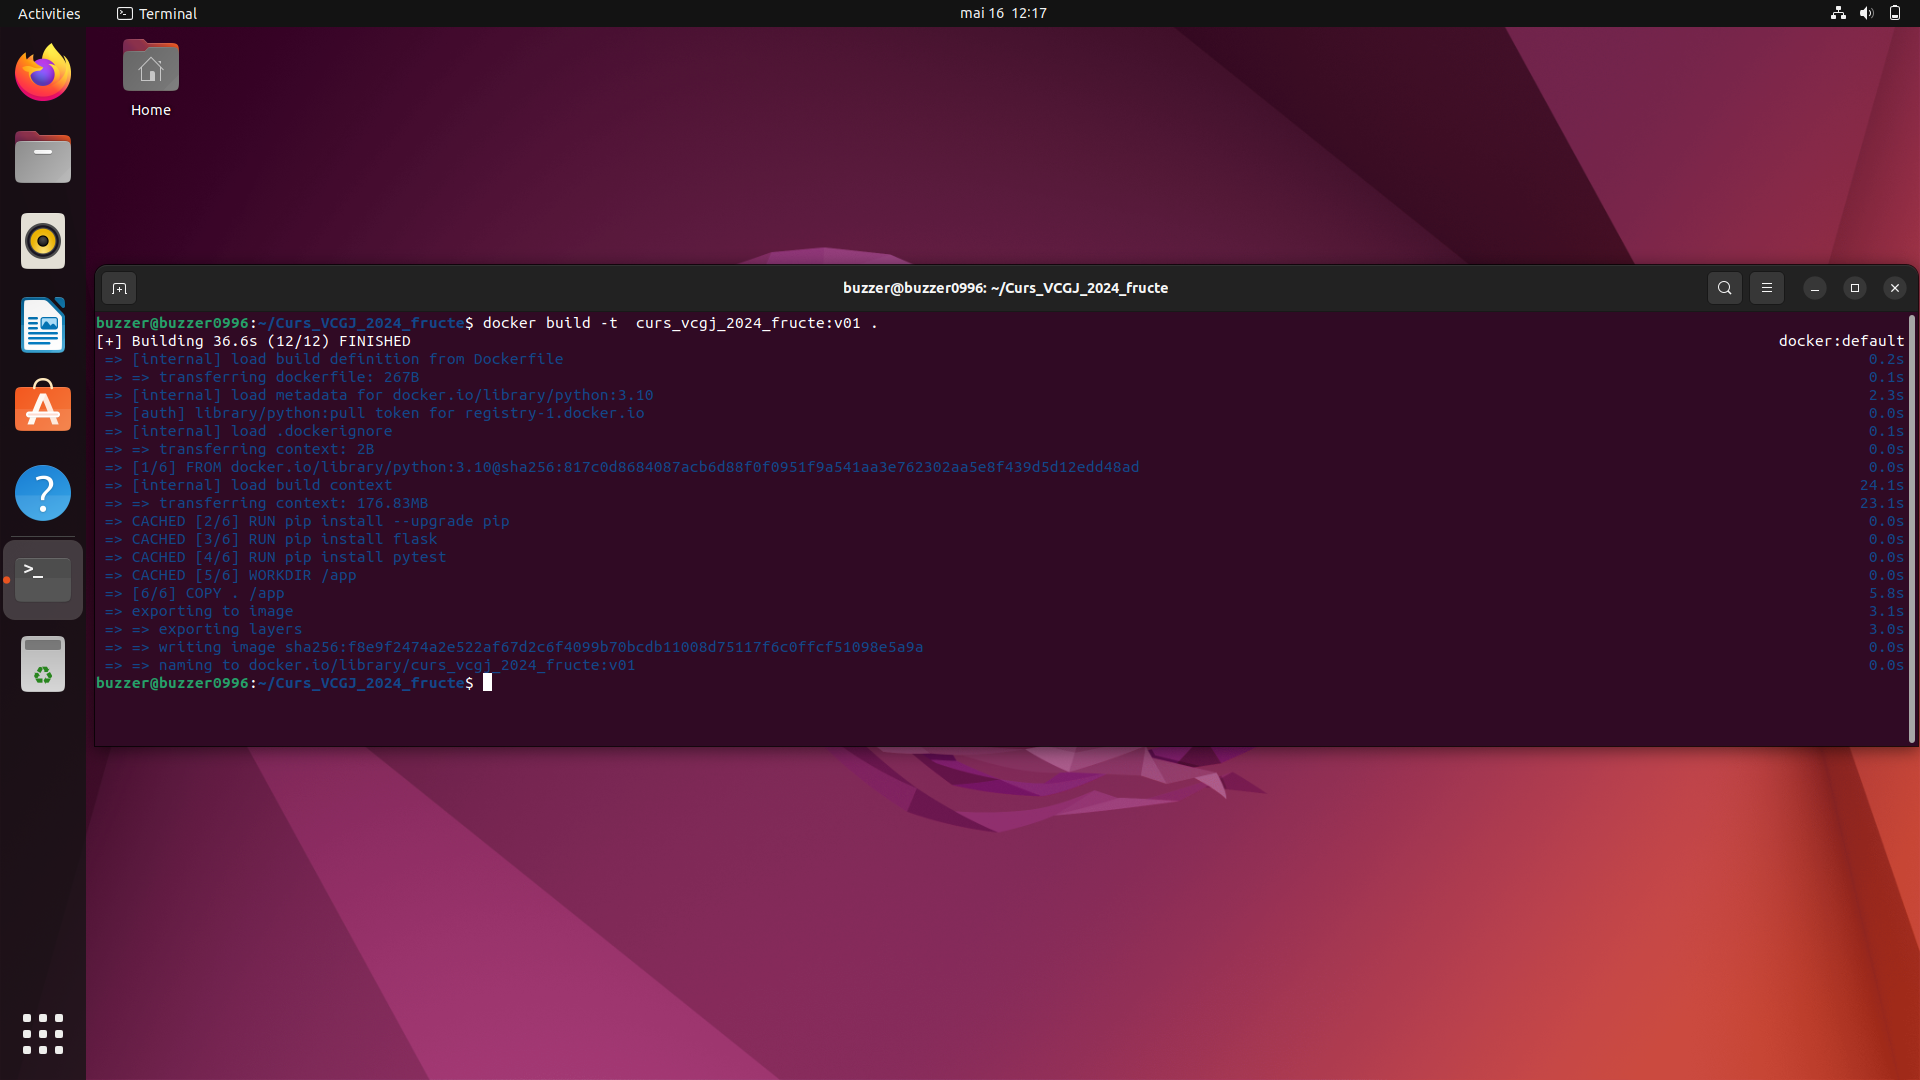 Activities
Terminal
mai 16 12:17
Home
buzzer@buzzer0996: ~/Curs_VCGJ_2024_fructe
buzzer@buzzer0996:~/Curs_VCGJ_2024_fructe$ docker build -t  curs_vcgj_2024_fructe:v01 .
[+] Building 36.6s (12/12) FINISHED docker:default
=> [internal] load build definition from Dockerfile 0.2s
=> => transferring dockerfile: 267B 0.1s
=> [internal] load metadata for docker.io/library/python:3.10 2.3s
=> [auth] library/python:pull token for registry-1.docker.io 0.0s
=> [internal] load .dockerignore 0.1s
=> => transferring context: 2B 0.0s
=> [1/6] FROM docker.io/library/python:3.10@sha256:817c0d8684087acb6d88f0f0951f9a541aa3e762302aa5e8f439d5d12edd48ad 0.0s
=> [internal] load build context 24.1s
=> => transferring context: 176.83MB 23.1s
=> CACHED [2/6] RUN pip install --upgrade pip 0.0s
=> CACHED [3/6] RUN pip install flask 0.0s
=> CACHED [4/6] RUN pip install pytest 0.0s
=> CACHED [5/6] WORKDIR /app 0.0s
=> [6/6] COPY . /app 5.8s
=> exporting to image 3.1s
=> => exporting layers 3.0s
=> => writing image sha256:f8e9f2474a2e522af67d2c6f4099b70bcdb11008d75117f6c0ffcf51098e5a9a 0.0s
=> => naming to docker.io/library/curs_vcgj_2024_fructe:v01 0.0s
buzzer@buzzer0996:~/Curs_VCGJ_2024_fructe$